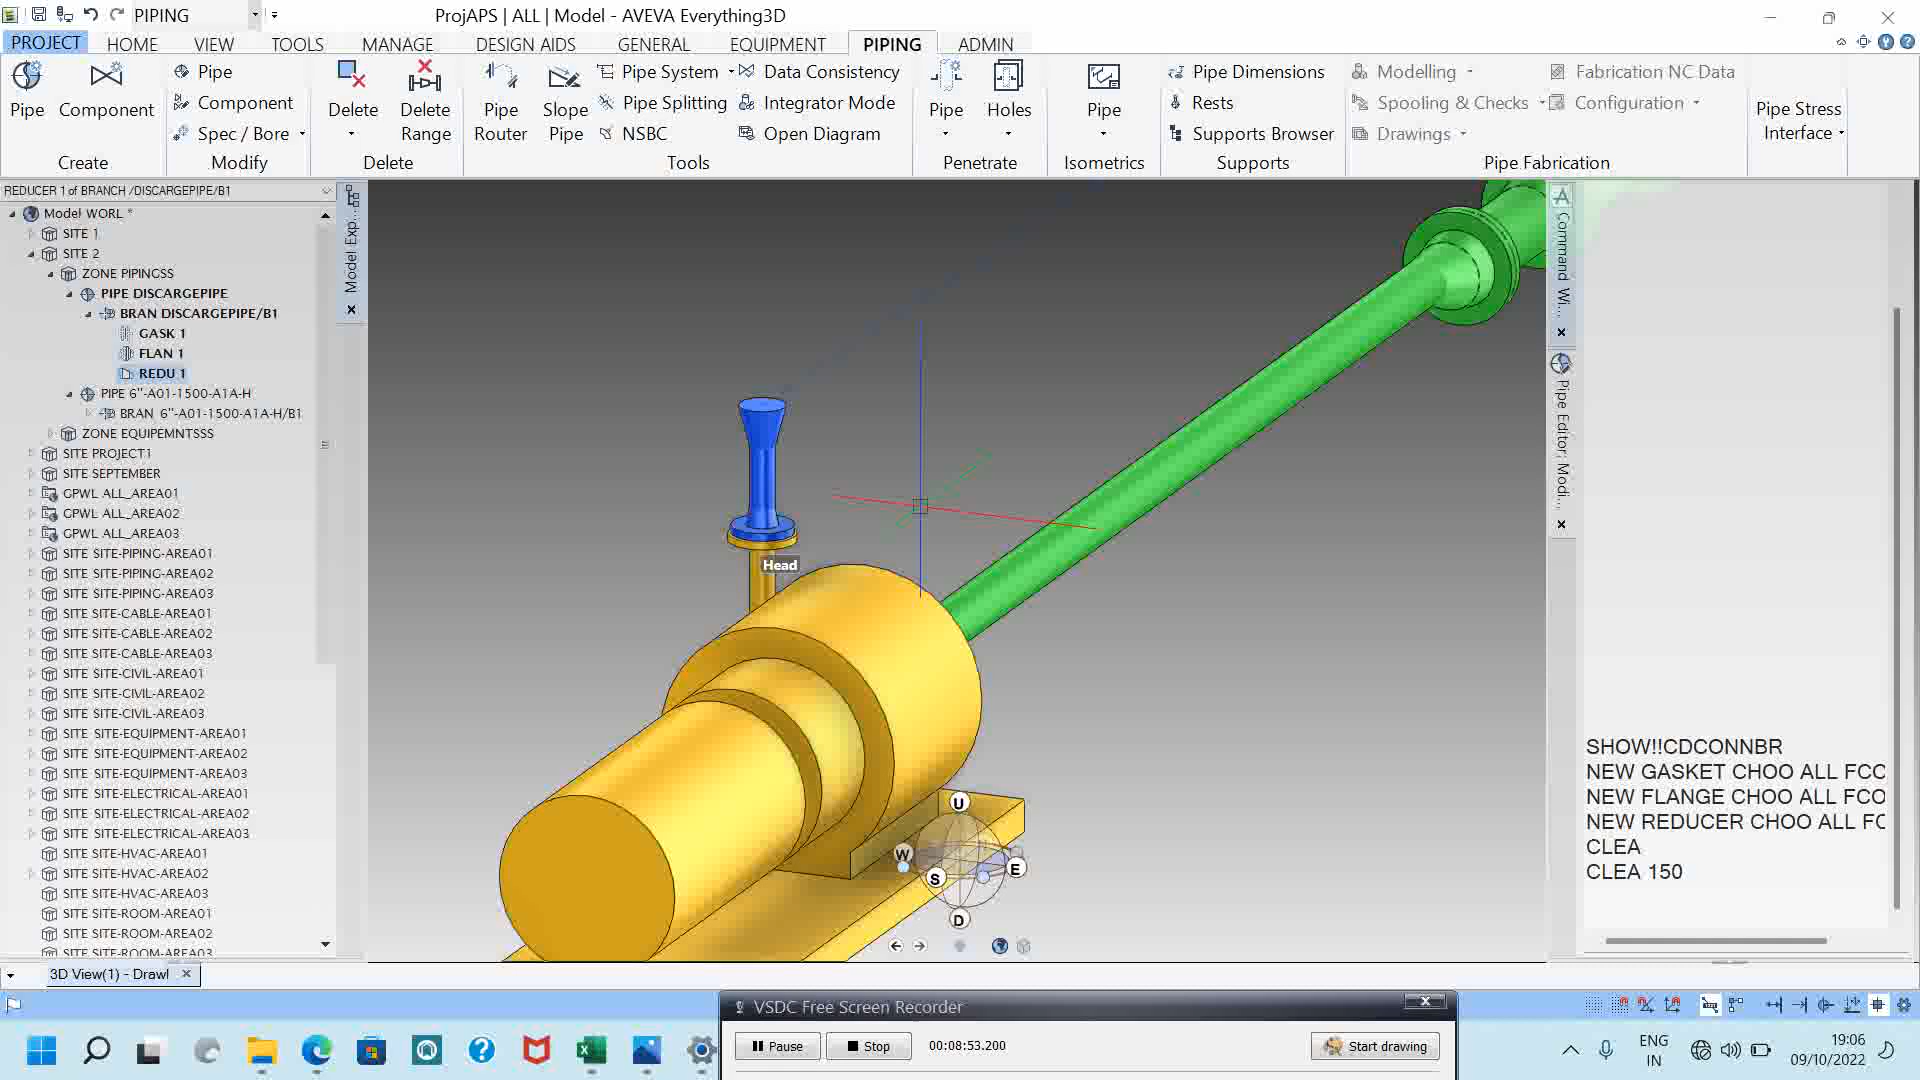 PIPING
ProjAPS | ALL | Model - AVEVA Everything3D
PROJECT HOME VIEW TOOLS MANAGE DESIGN AIDS GENERAL EQUIPMENT PIPING ADMIN
Pipe
Component
Create
Pipe
Component
Spec / Bore
Modify
Delete
Delete Range
Delete
Pipe Router
Slope Pipe
Pipe System
Pipe Splitting
NSBC
Data Consistency
Integrator Mode
Open Diagram
Tools
Pipe
Holes
Penetrate
Pipe
Isometrics
Pipe Dimensions
Rests
Supports Browser
Supports
Modelling
Spooling & Checks
Drawings
Fabrication NC Data
Configuration
Pipe Fabrication
Pipe Stress
Interface
REDUCER 1 of BRANCH /DISCARGEPIPE/B1
Model WORL *
SITE 1
SITE 2
ZONE PIPINGSS
PIPE DISCARGEPIPE
BRAN DISCARGEPIPE/B1
GASK 1
FLAN 1
REDU 1
PIPE 6"-A01-1500-A1A-H
BRAN 6"-A01-1500-A1A-H/B1
ZONE EQUIPEMNTSSS
SITE PROJECT1
SITE SEPTEMBER
GPWL ALL_AREA01
GPWL ALL_AREA02
GPWL ALL_AREA03
SITE SITE-PIPING-AREA01
SITE SITE-PIPING-AREA02
SITE SITE-PIPING-AREA03
SITE SITE-CABLE-AREA01
SITE SITE-CABLE-AREA02
SITE SITE-CABLE-AREA03
SITE SITE-CIVIL-AREA01
SITE SITE-CIVIL-AREA02
SITE SITE-CIVIL-AREA03
SITE SITE-EQUIPMENT-AREA01
SITE SITE-EQUIPMENT-AREA02
SITE SITE-EQUIPMENT-AREA03
SITE SITE-ELECTRICAL-AREA01
SITE SITE-ELECTRICAL-AREA02
SITE SITE-ELECTRICAL-AREA03
SITE SITE-HVAC-AREA01
SITE SITE-HVAC-AREA02
SITE SITE-HVAC-AREA03
SITE SITE-ROOM-AREA01
SITE SITE-ROOM-AREA02
SITE SITE-ROOM-AREA03
Model Exp...
Head
U
W
E
S
D
Command Wi...
Pipe Editor: Modi...
SHOW!!CDCONNBR
NEW GASKET CHOO ALL FCO
NEW FLANGE CHOO ALL FCO
NEW REDUCER CHOO ALL FC
CLEA
CLEA 150
3D View(1) - Drawl
VSDC Free Screen Recorder
Pause
Stop
00:08:53.200
Start drawing
ENG
IN
19:06
09/10/2022